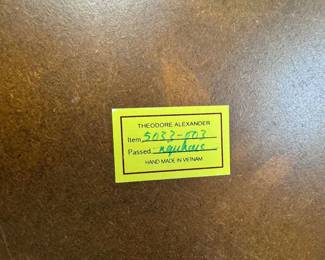 THEODORE ALEXANDER
Item 5033-003
Passed
HAND MADE IN VIETNAM